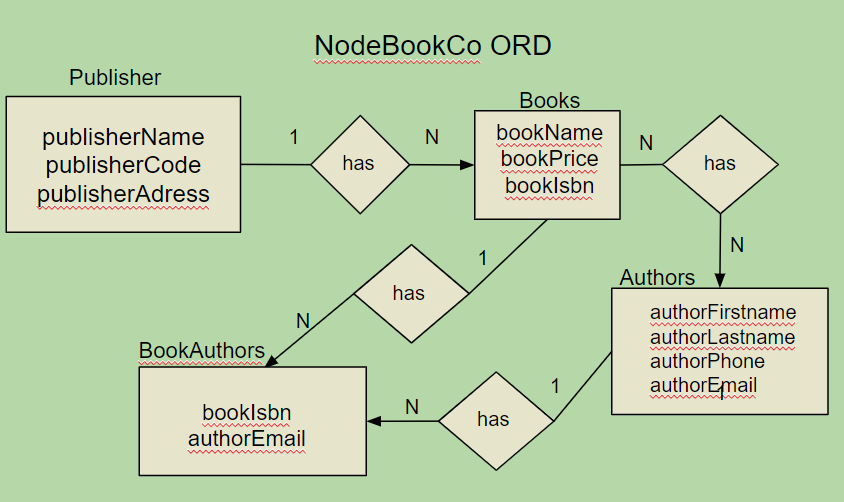 NodeBookCo ORD
Publisher
publisherName
publisherCode
publisherAdress
1
has
N
Books
bookName
bookPrice
bookIsbn
N
has
N
1
has
N
Authors
authorFirstname
authorLastname
authorPhone
authorEmail
1
BookAuthors
bookIsbn
authorEmail
N
has
1